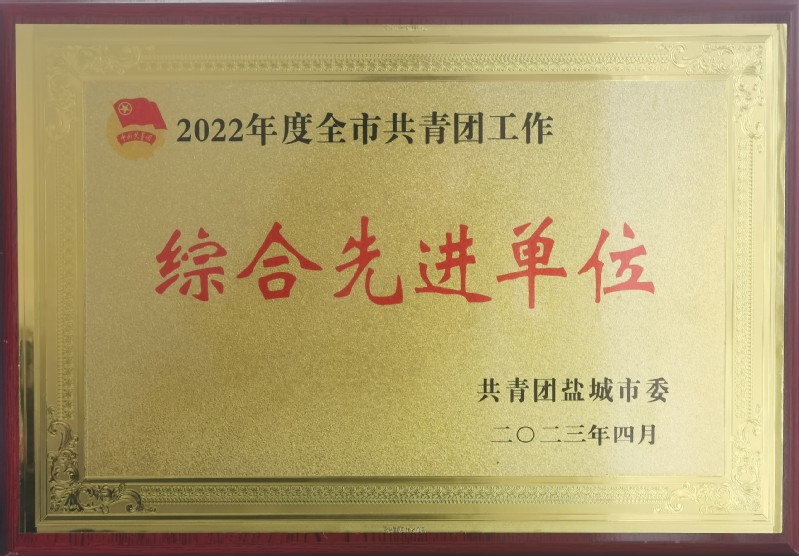 2022年度全市共青团工作
综合先进单位
共青团盐城市委
二〇二三年四月